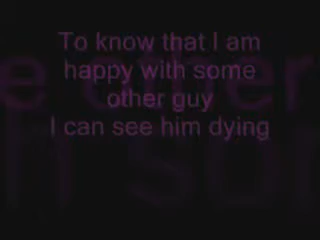 To know that I am
happy with some
other guy
I can see him dying